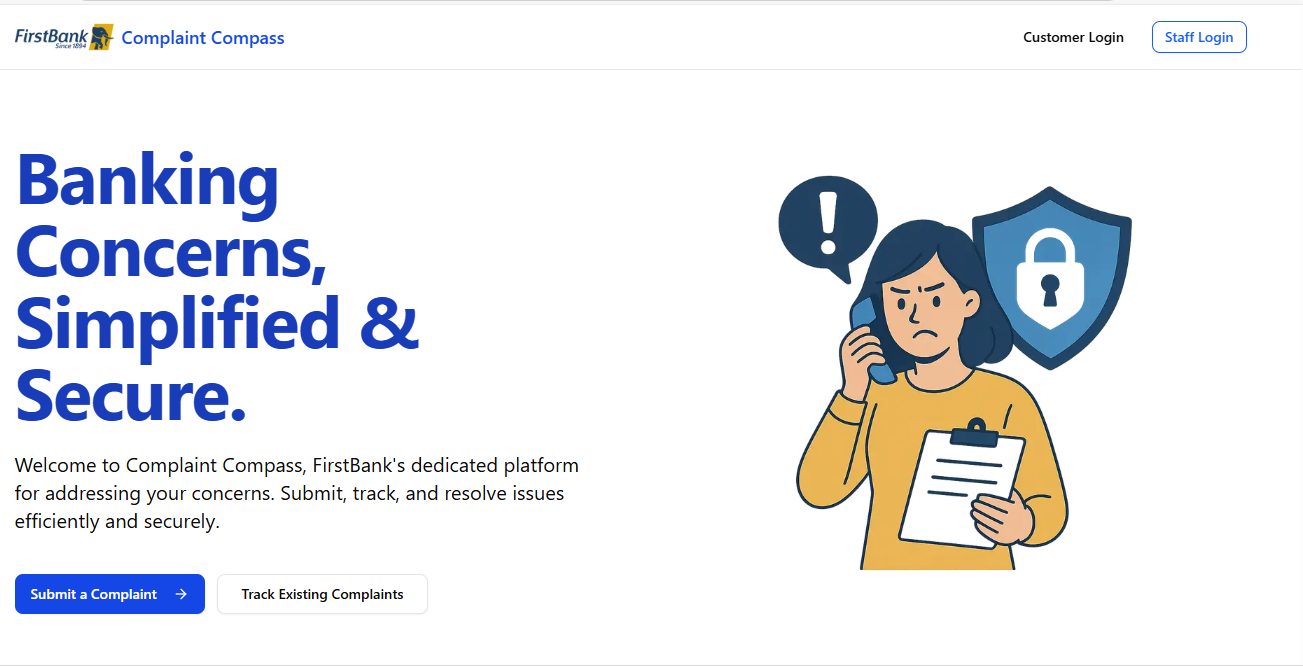 FirstBank
Since 1894
Complaint Compass
Customer Login
Staff Login
Banking
Concerns,
Simplified &
Secure.
!
Welcome to Complaint Compass, FirstBank's dedicated platform
for addressing your concerns. Submit, track, and resolve issues
efficiently and securely.
Submit a Complaint →
Track Existing Complaints